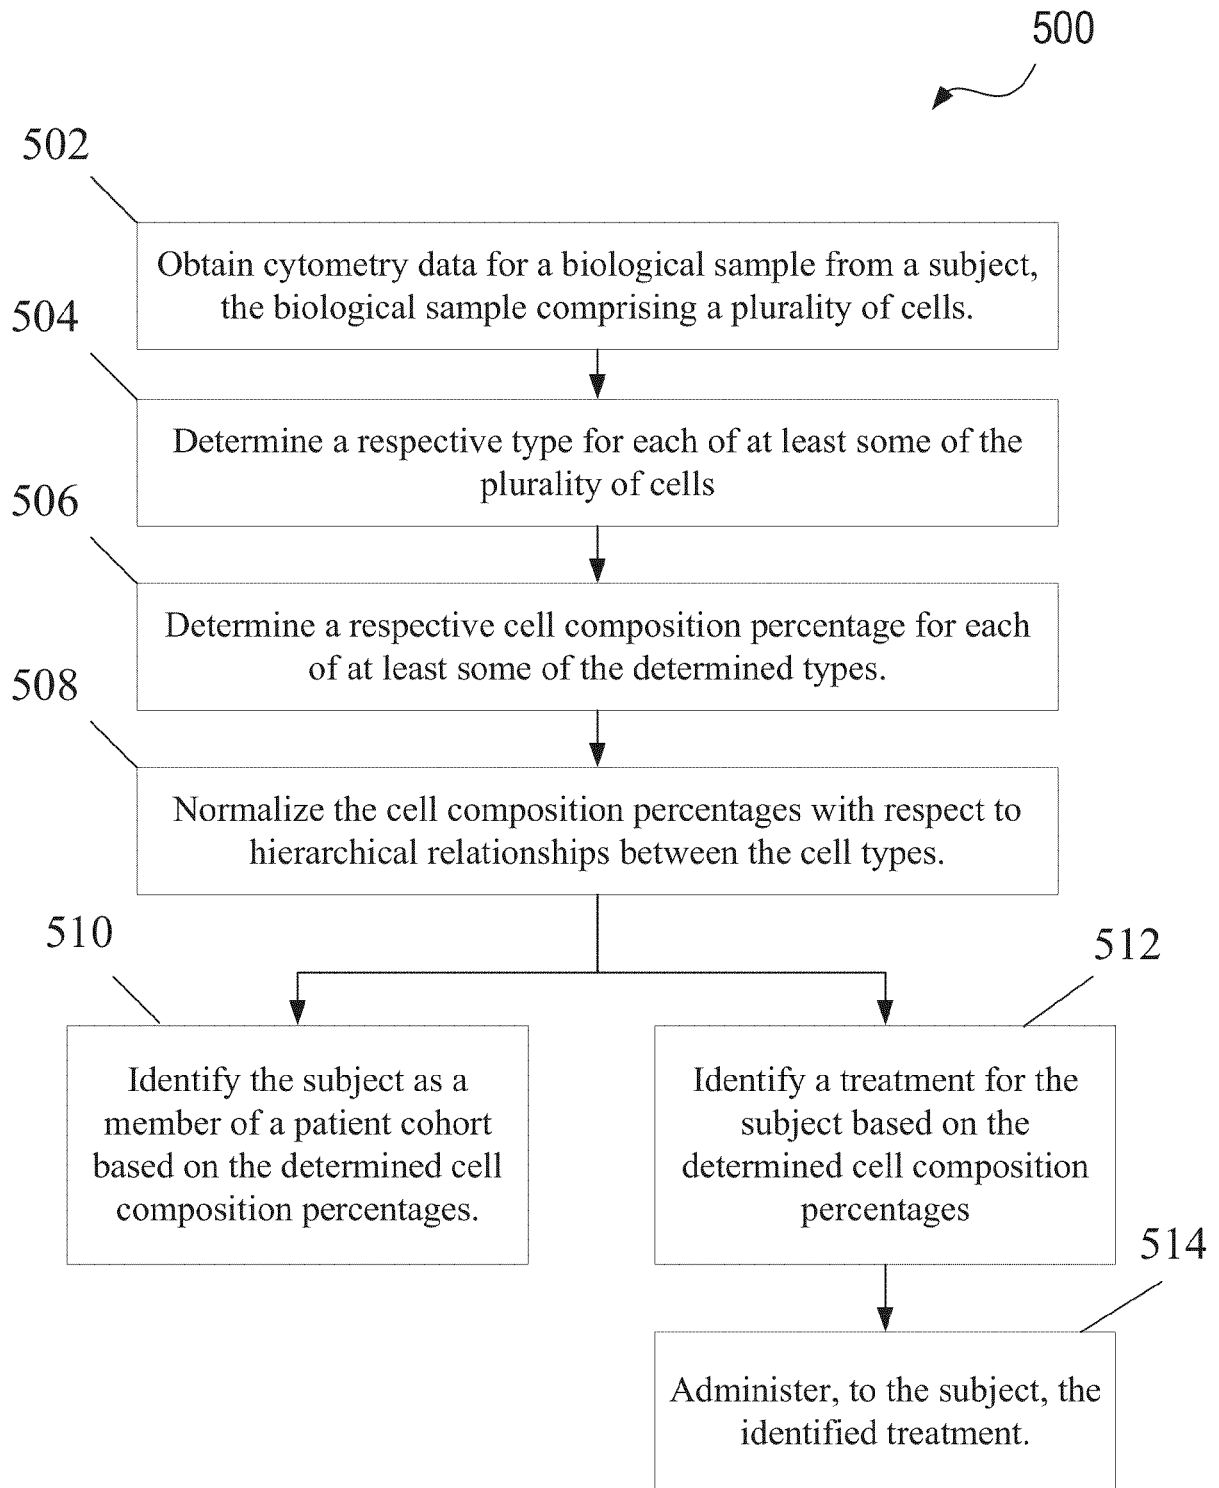 500
502
Obtain cytometry data for a biological sample from a subject,
the biological sample comprising a plurality of cells.
504
Determine a respective type for each of at least some of the
plurality of cells
506
Determine a respective cell composition percentage for each
of at least some of the determined types.
508
Normalize the cell composition percentages with respect to
hierarchical relationships between the cell types.
510
Identify the subject as a
member of a patient cohort
based on the determined cell
composition percentages.
512
Identify a treatment for the
subject based on the
determined cell composition
percentages
514
Administer, to the subject, the
identified treatment.